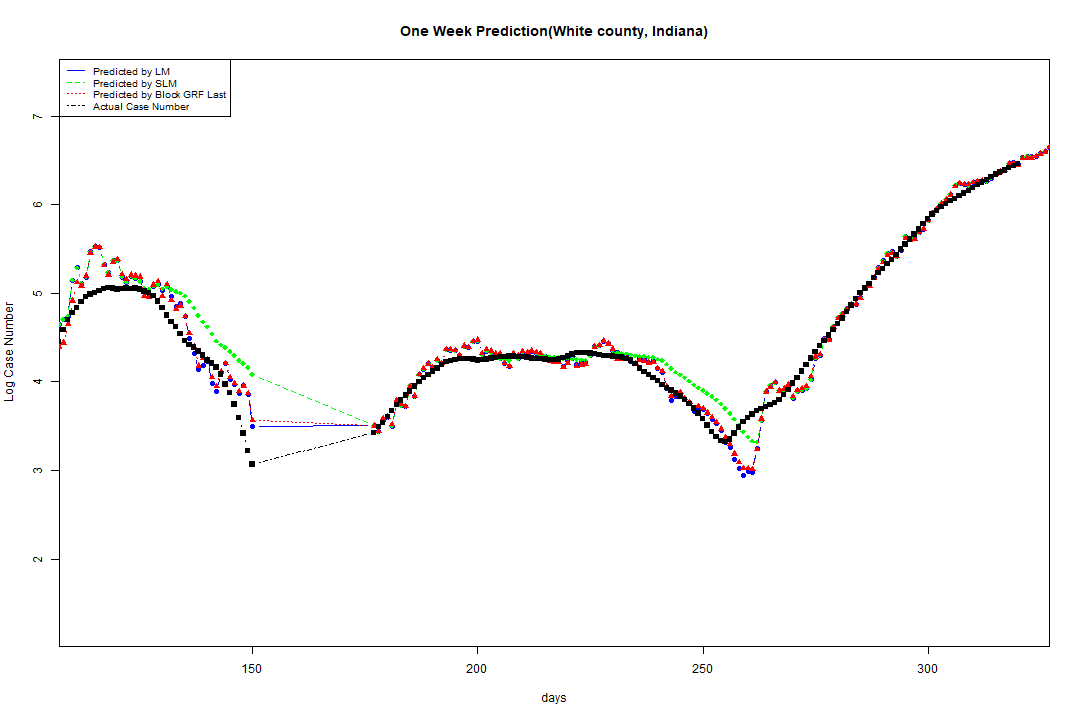 One Week Prediction(White county, Indiana)
Predicted by LM
Predicted by SLM
Predicted by Block GRF Last
Actual Case Number
7
6
5
4
3
2
Log Case Number
150 200 250 300
days